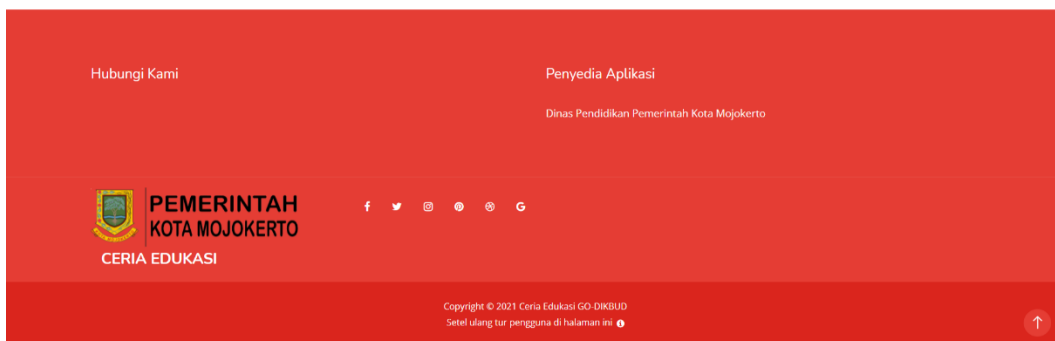 Hubungi Kami
Penyedia Aplikasi
Dinas Pendidikan Pemerintah Kota Mojokerto
PEMERINTAH
KOTA MOJOKERTO
CERIA EDUKASI
Copyright © 2021 Ceria Edukasi GO-DIKBUD
Setel ulang tur pengguna di halaman ini